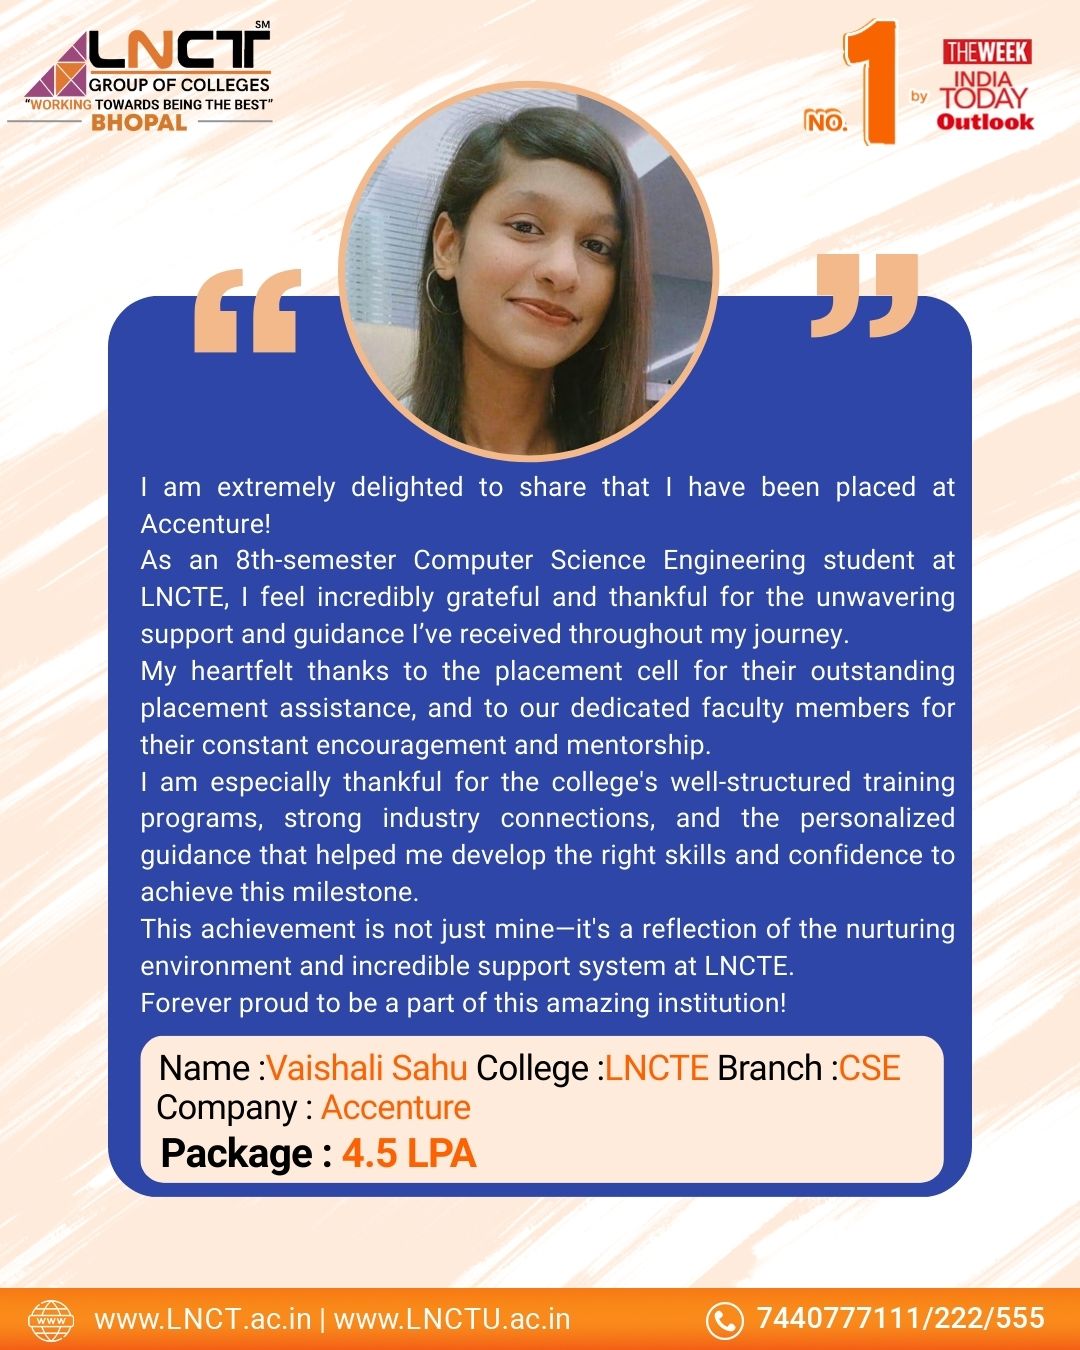 LNCT SM
GROUP OF COLLEGES
“WORKING TOWARDS BEING THE BEST”
BHOPAL
NO. 1 by
THE WEEK
INDIA
TODAY
Outlook
“ ”
I am extremely delighted to share that I have been placed at
Accenture!
As an 8th-semester Computer Science Engineering student at
LNCTE, I feel incredibly grateful and thankful for the unwavering
support and guidance I’ve received throughout my journey.
My heartfelt thanks to the placement cell for their outstanding
placement assistance, and to our dedicated faculty members for
their constant encouragement and mentorship.
I am especially thankful for the college's well-structured training
programs, strong industry connections, and the personalized
guidance that helped me develop the right skills and confidence to
achieve this milestone.
This achievement is not just mine—it's a reflection of the nurturing
environment and incredible support system at LNCTE.
Forever proud to be a part of this amazing institution!
Name :Vaishali Sahu College :LNCTE Branch :CSE
Company : Accenture
Package : 4.5 LPA
www www.LNCT.ac.in | www.LNCTU.ac.in
7440777111/222/555